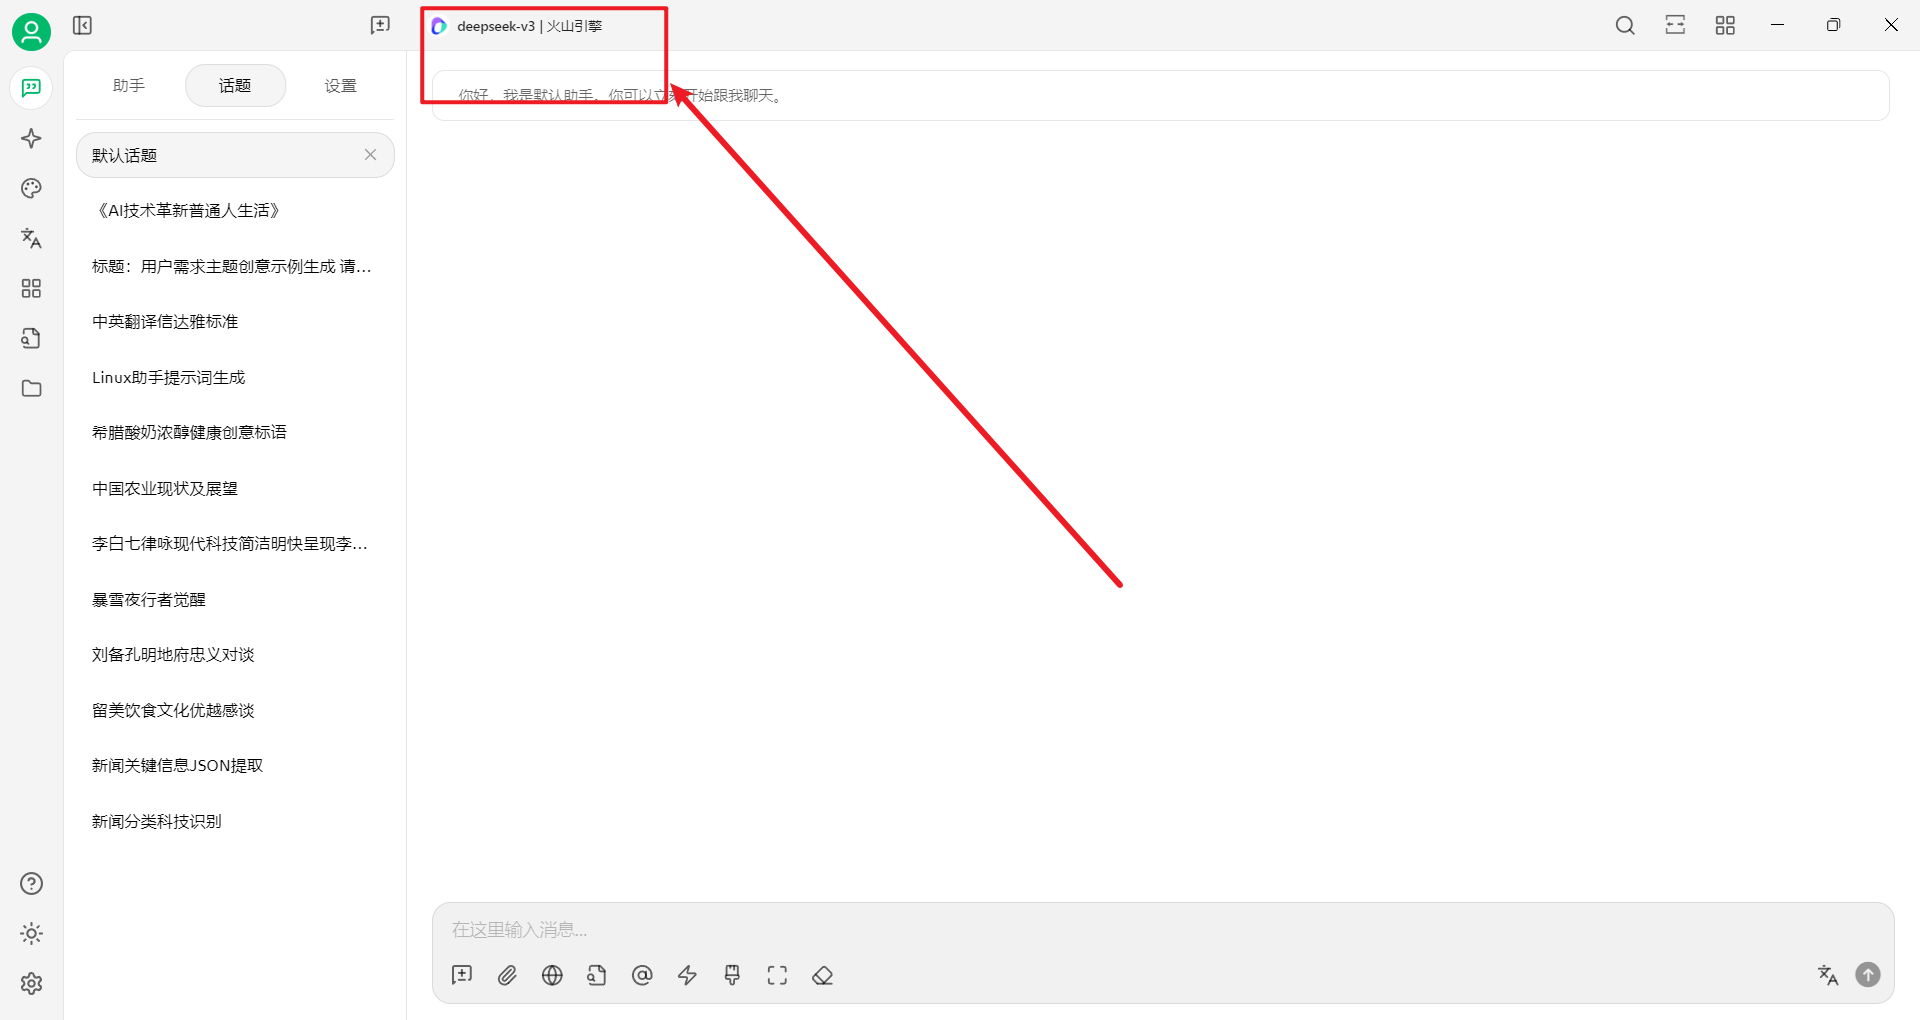 deepseek-v3 | 火山引擎
助手
话题
设置
默认话题
《AI技术革新普通人生活》
标题：用户需求主题创意示例生成 请...
中英翻译信达雅标准
Linux助手提示词生成
希腊酸奶浓醇健康创意标语
中国农业现状及展望
李白七律咏现代科技简洁明快呈现李...
暴雪夜行者觉醒
刘备孔明地府忠义对谈
留美饮食文化优越感谈
新闻关键信息JSON提取
新闻分类科技识别
你好，我是默认助手。你可以立刻开始跟我聊天。
在这里输入消息...